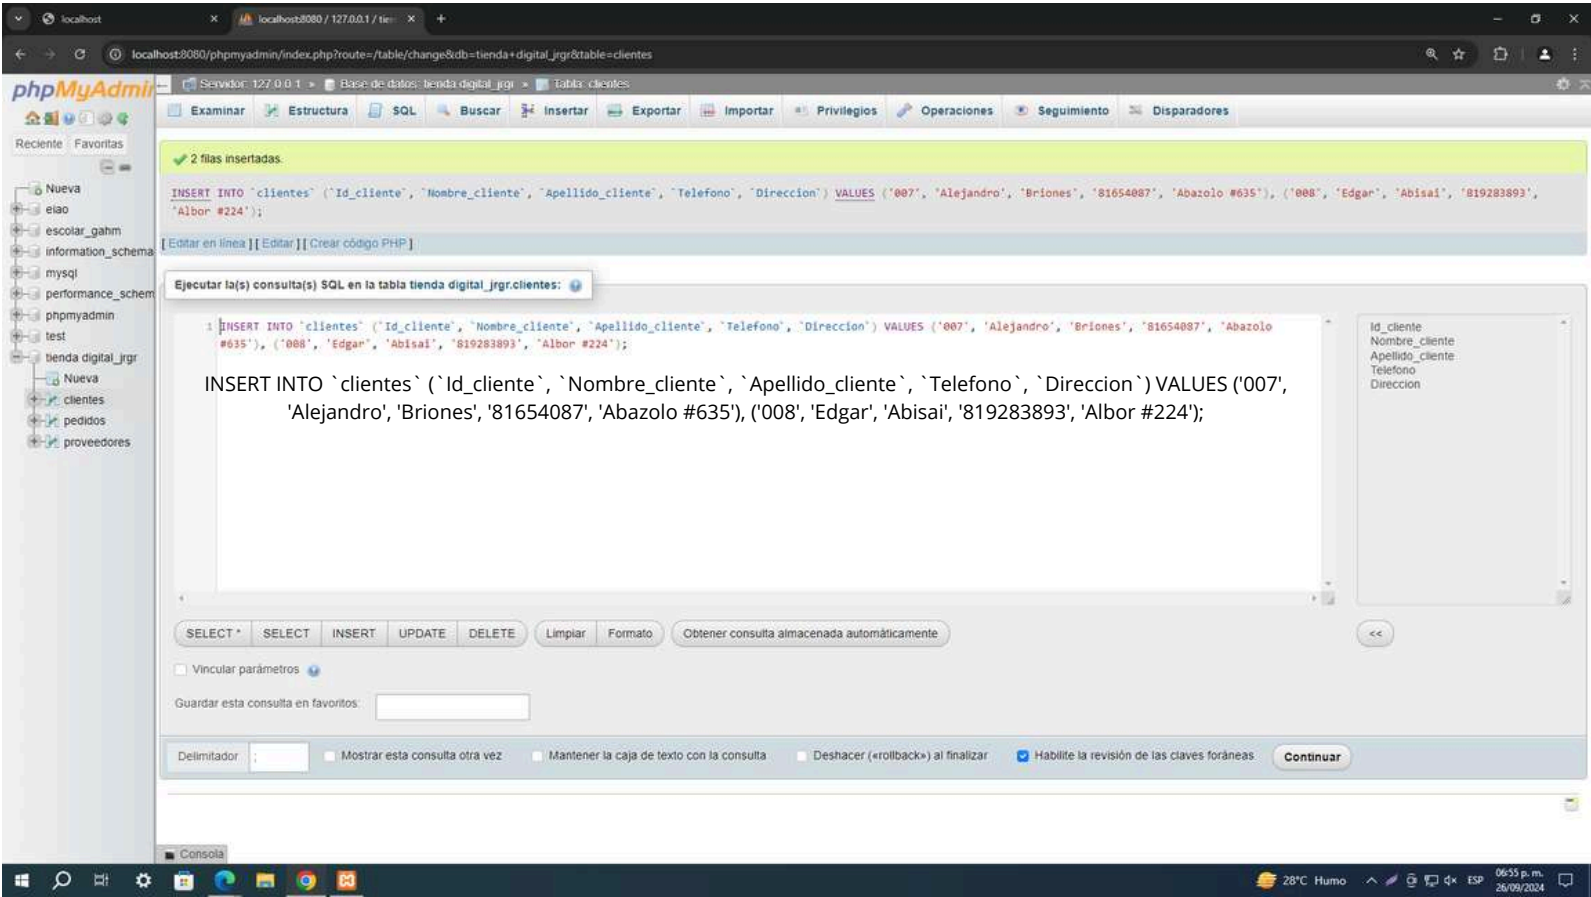 localhost
localhost:8080 / 127.0.0.1 / tien
localhost:8080/phpmyadmin/index.php?route=/table/change&db=tienda+digital_jrgr&table=clientes
phpMyAdmin
Servidor: 127.0.0.1 » Base de datos: tienda digital_jrgr » Tabla: clientes
Examinar Estructura SQL Buscar Insertar Exportar Importar Privilegios Operaciones Seguimiento Disparadores
Reciente Favoritas
Nueva
eiao
escolar_gahm
information_schema
mysql
performance_schem
phpmyadmin
test
tienda digital_jrgr
Nueva
clientes
pedidos
proveedores
2 filas insertadas.
INSERT INTO `clientes` (`Id_cliente`, `Nombre_cliente`, `Apellido_cliente`, `Telefono`, `Direccion`) VALUES ('007', 'Alejandro', 'Briones', '81654087', 'Abazolo #635'), ('008', 'Edgar', 'Abisai', '819283893',
'Albor #224');
[ Editar en línea ] [ Editar ] [ Crear código PHP ]
Ejecutar la(s) consulta(s) SQL en la tabla tienda digital_jrgr.clientes:
1 INSERT INTO `clientes` (`Id_cliente`, `Nombre_cliente`, `Apellido_cliente`, `Telefono`, `Direccion`) VALUES ('007', 'Alejandro', 'Briones', '81654087', 'Abazolo
#635'), ('008', 'Edgar', 'Abisai', '819283893', 'Albor #224');
INSERT INTO `clientes` (`Id_cliente`, `Nombre_cliente`, `Apellido_cliente`, `Telefono`, `Direccion`) VALUES ('007',
'Alejandro', 'Briones', '81654087', 'Abazolo #635'), ('008', 'Edgar', 'Abisai', '819283893', 'Albor #224');
Id_cliente
Nombre_cliente
Apellido_cliente
Telefono
Direccion
SELECT * SELECT INSERT UPDATE DELETE Limpiar Formato Obtener consulta almacenada automáticamente <<
Vincular parámetros
Guardar esta consulta en favoritos:
Delimitador ; Mostrar esta consulta otra vez Mantener la caja de texto con la consulta Deshacer («rollback») al finalizar Habilite la revisión de las claves foráneas Continuar
Consola
28°C Humo ESP 06:55 p. m.
26/09/2024